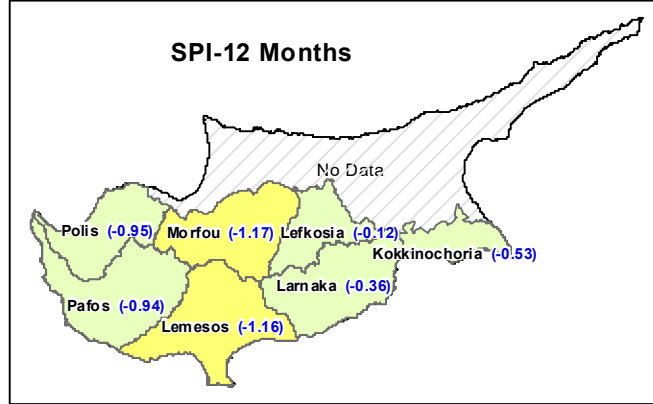 SPI-12 Months
No Data
Polis (-0.95)
Morfou (-1.17)
Lefkosia (-0.12)
Kokkinochoria (-0.53)
Larnaka (-0.36)
Pafos (-0.94)
Lemesos (-1.16)